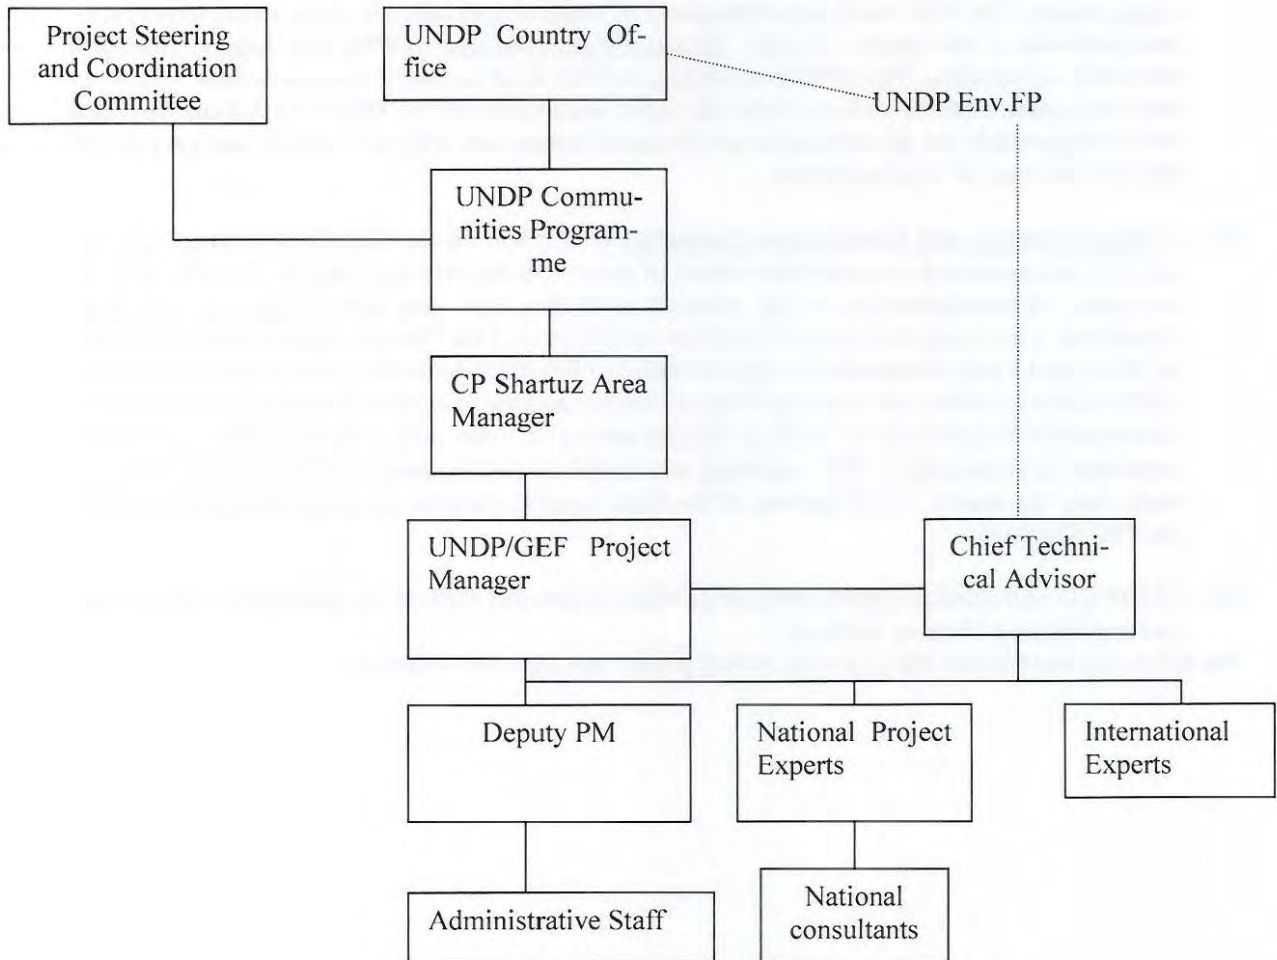 Project Steering
and Coordination
Committee
UNDP Country Of-
fice
UNDP Env.FP
UNDP Commu-
nities Program-
me
CP Shartuz Area
Manager
UNDP/GEF Project
Manager
Chief Techni-
cal Advisor
Deputy PM
National Project
Experts
International
Experts
Administrative Staff
National
consultants